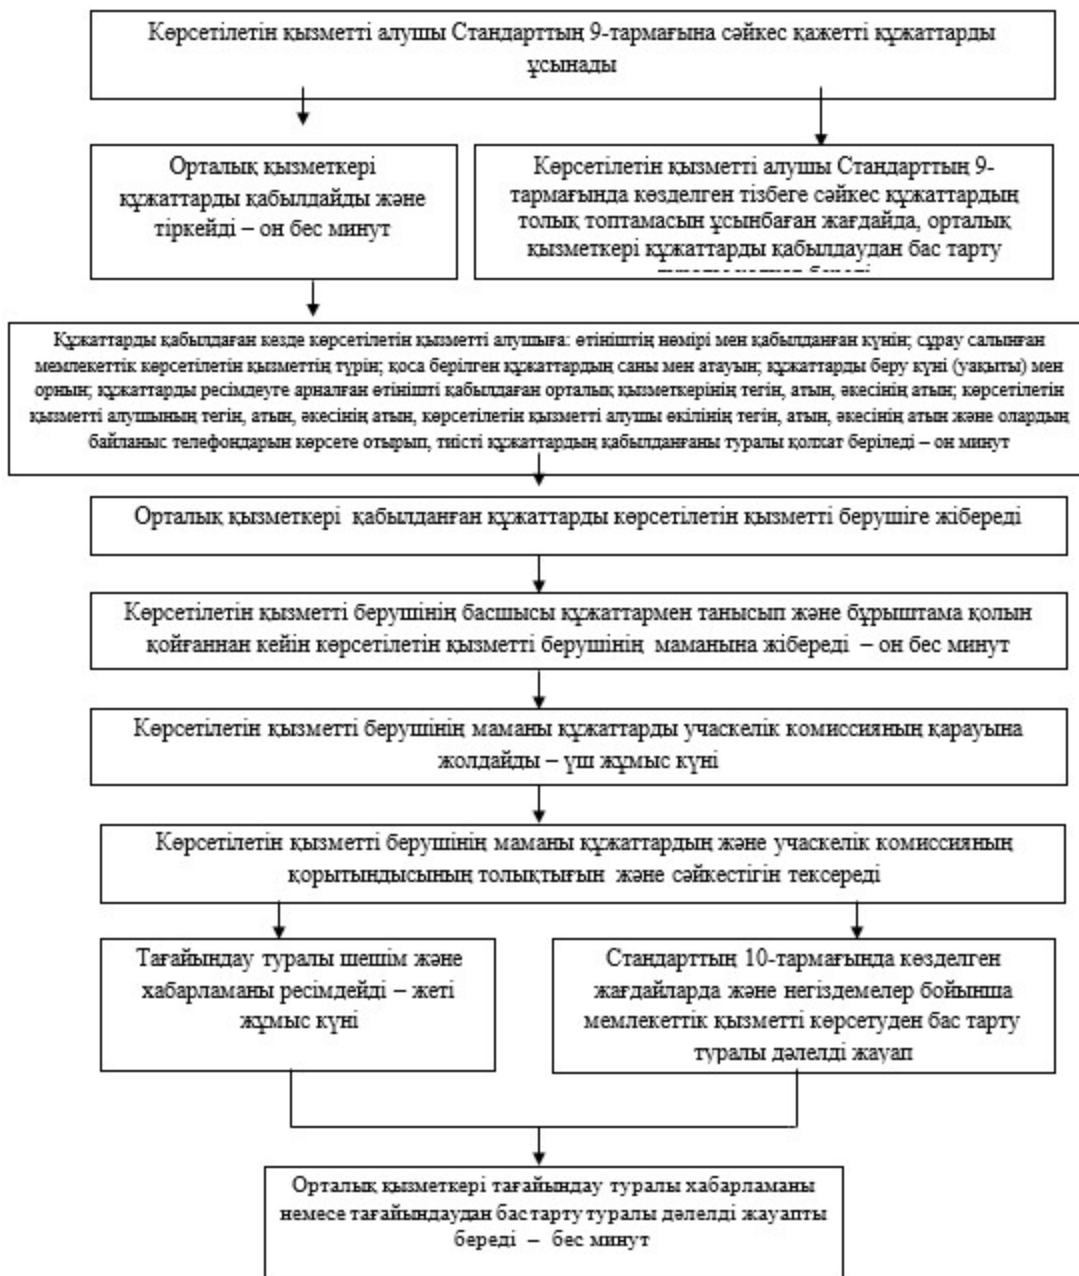 Көрсетілетін қызметті алушы Стандарттың 9-тармағына сәйкес қажетті құжаттарды
ұсынады
Орталық қызметкері
құжаттарды қабылдайды және
тіркейді – он бес минут
Көрсетілетін қызметті алушы Стандарттың 9-
тармағында көзделген тізбеге сәйкес құжаттардың
толық топтамасын ұсынбаған жағдайда, орталық
қызметкері құжаттарды қабылдаудан бас тарту
Құжаттарды қабылдаған кезде көрсетілетін қызметті алушыға: өтініштің нөмірі мен қабылданған күнін; сұрау салынған
мемлекеттік көрсетілетін қызметтің түрін; қоса берілген құжаттардың саны мен атауын; құжаттарды беру күні (уақыты) мен
орнын; құжаттарды ресімдеуге арналған өтінішті қабылдаған орталық қызметкерінің тегін, атын, әкесінің атын; көрсетілетін
қызметті алушының тегін, атын, әкесінің атын, көрсетілетін қызметті алушы өкілінің тегін, атын, әкесінің атын және олардың
байланыс телефондарын көрсете отырып, тиісті құжаттардың қабылданғаны туралы қолхат беріледі – он минут
Орталық қызметкері қабылданған құжаттарды көрсетілетін қызметті берушіге жібереді
Көрсетілетін қызметті берушінің басшысы құжаттармен танысып және бұрыштама қолын
қойғаннан кейін көрсетілетін қызметті берушінің маманына жібереді – он бес минут
Көрсетілетін қызметті берушінің маманы құжаттарды учаскелік комиссияның қарауына
жолдайды – үш жұмыс күні
Көрсетілетін қызметті берушінің маманы құжаттардың және учаскелік комиссияның
қорытындысының толықтығын және сәйкестігін тексереді
Тағайындау туралы шешім және
хабарламаны ресімдейді – жеті
жұмыс күні
Стандарттың 10-тармағында көзделген
жағдайларда және негіздемелер бойынша
мемлекеттік қызметті көрсетуден бас тарту
туралы дәлелді жауап
Орталық қызметкері тағайындау туралы хабарламаны
немесе тағайындаудан бас тарту туралы дәлелді жауапты
береді – бес минут